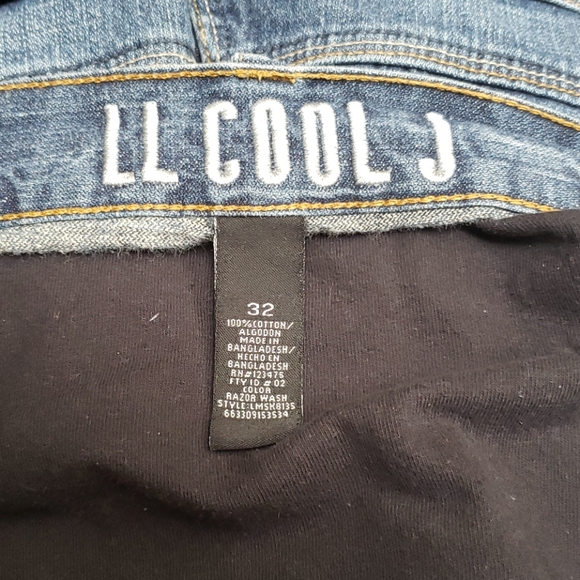 LL COOL J
32
100%COTTON/
ALGODON
MADE IN
BANGLADESH/
HECHO EN
BANGLADESH
RN#123476
FTY ID # 02
COLOR
RAZOR WASH
STYLE:LMSK8135
663309153534